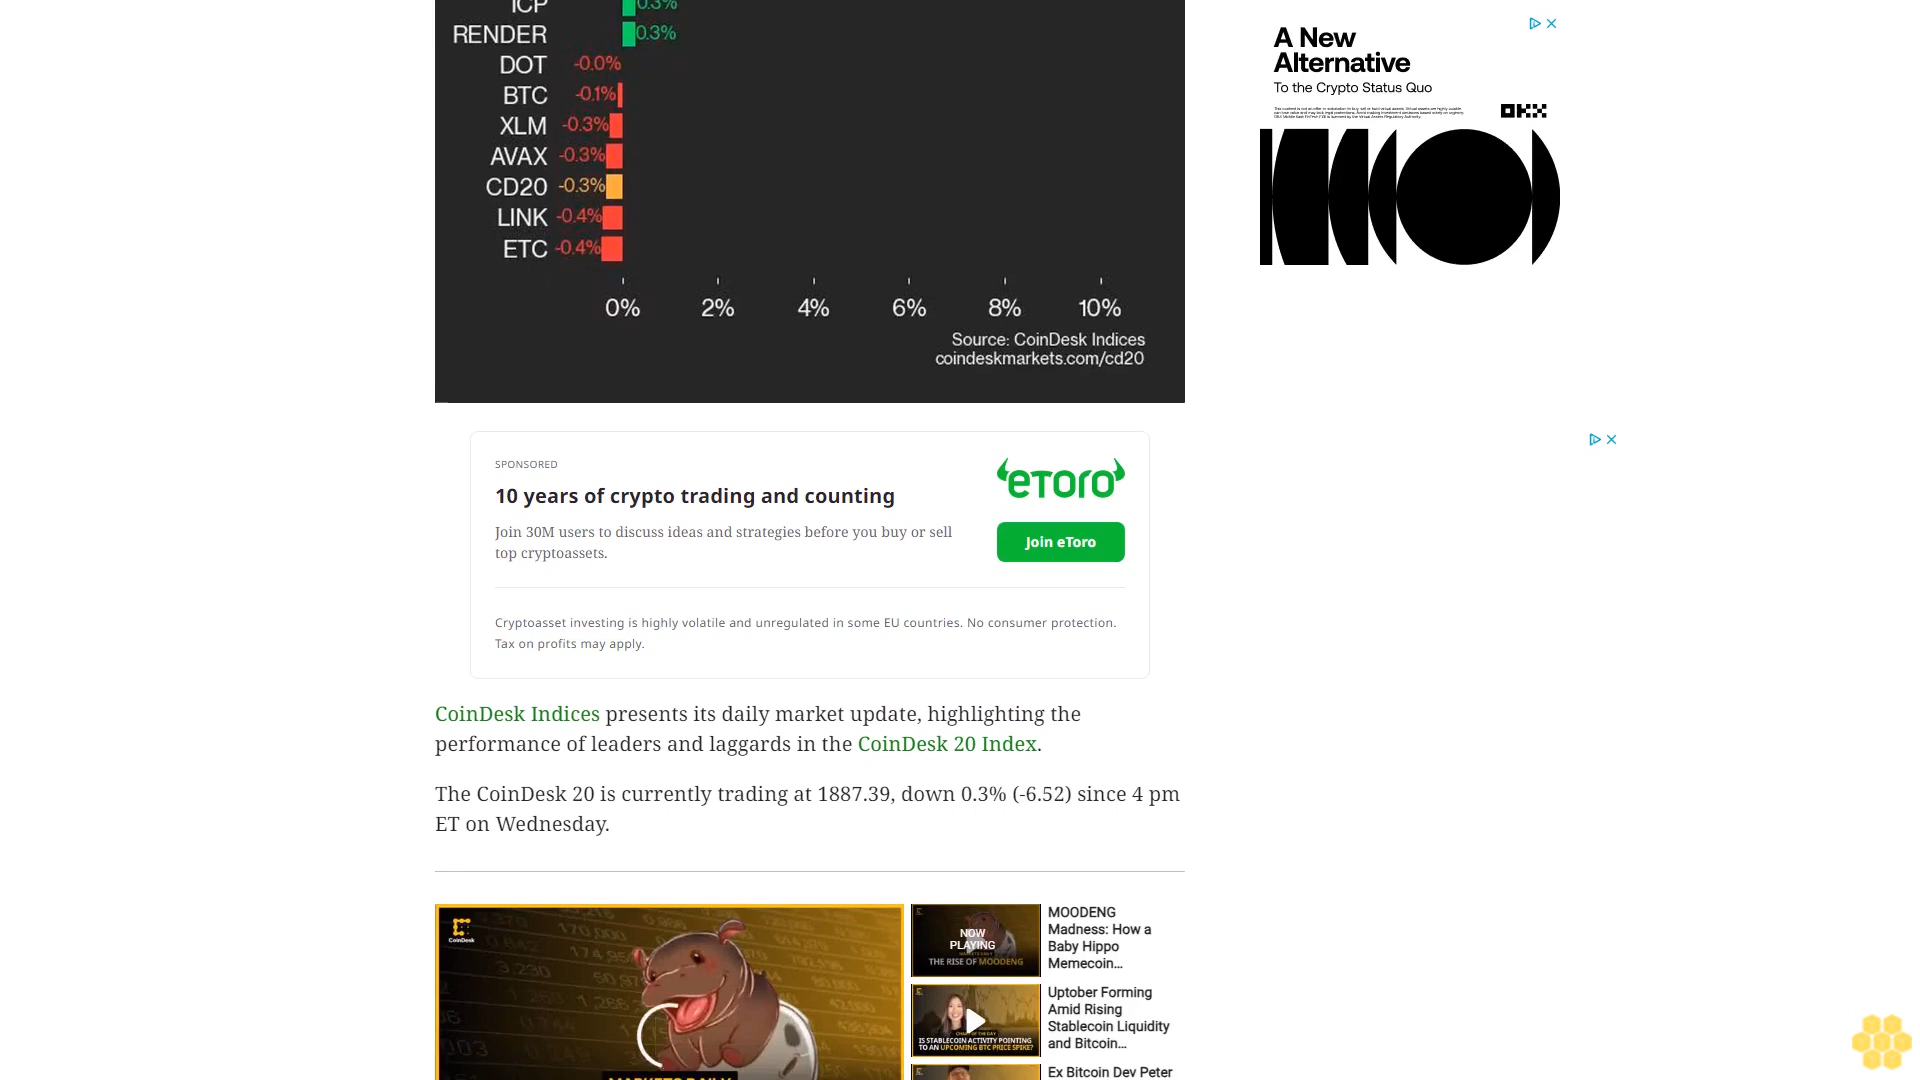 ICP 0.3%
RENDER 0.3%
DOT -0.0%
BTC -0.1%
XLM -0.3%
AVAX -0.3%
CD20 -0.3%
LINK -0.4%
ETC -0.4%
0% 2% 4% 6% 8% 10%
Source: CoinDesk Indices
coindeskmarkets.com/cd20
A New
Alternative
To the Crypto Status Quo
OKX
SPONSORED
10 years of crypto trading and counting
Join 30M users to discuss ideas and strategies before you buy or sell
top cryptoassets.
eToro
Join eToro
Cryptoasset investing is highly volatile and unregulated in some EU countries. No consumer protection.
Tax on profits may apply.
CoinDesk Indices presents its daily market update, highlighting the
performance of leaders and laggards in the CoinDesk 20 Index.
The CoinDesk 20 is currently trading at 1887.39, down 0.3% (-6.52) since 4 pm
ET on Wednesday.
CoinDesk
NOW
PLAYING
THE RISE OF MOODENG
MOODENG
Madness: How a
Baby Hippo
Memecoin...
IS STABLECOIN ACTIVITY POINTING
TO AN UPCOMING BTC PRICE SPIKE?
Uptober Forming
Amid Rising
Stablecoin Liquidity
and Bitcoin...
Ex Bitcoin Dev Peter
MARKETS DAILY